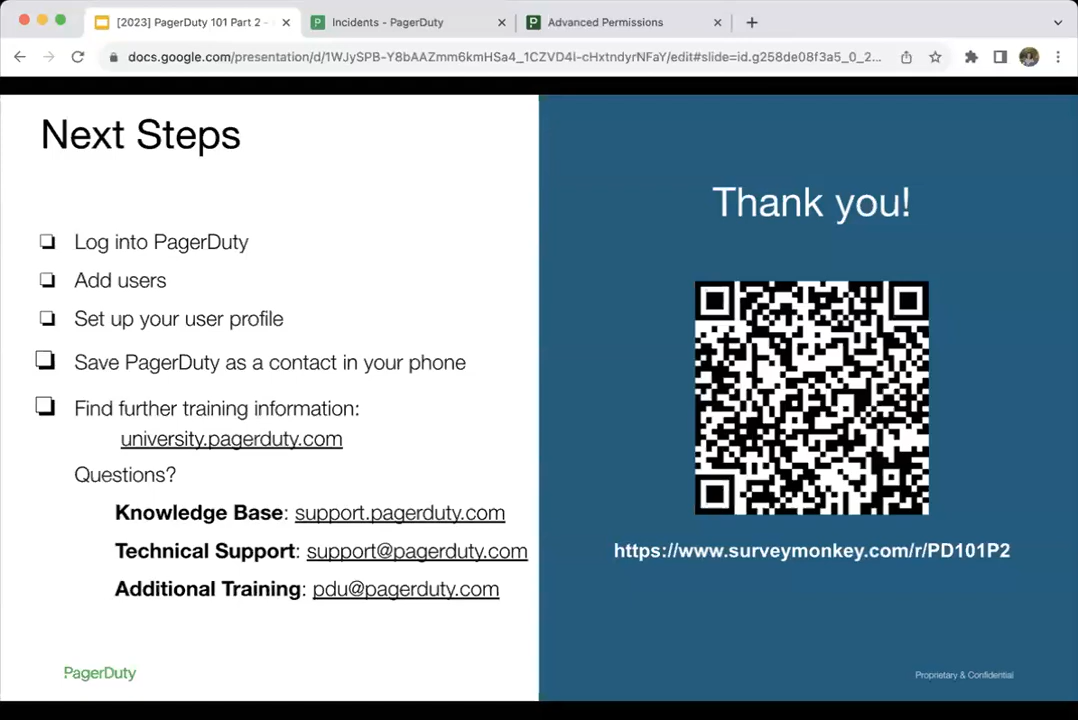 [2023] PagerDuty 101 Part 2 -
Incidents - PagerDuty
Advanced Permissions
docs.google.com/presentation/d/1WJySPB-Y8bAAZmm6kmHSa4_1CZVD4l-cHxtndyrNFaY/edit#slide=id.g258de08f3a5_0_2...
Next Steps
Log into PagerDuty
Add users
Set up your user profile
Save PagerDuty as a contact in your phone
Find further training information:
university.pagerduty.com
Questions?
Knowledge Base: support.pagerduty.com
Technical Support: support@pagerduty.com
Additional Training: pdu@pagerduty.com
PagerDuty
Thank you!
https://www.surveymonkey.com/r/PD101P2
Proprietary & Confidential